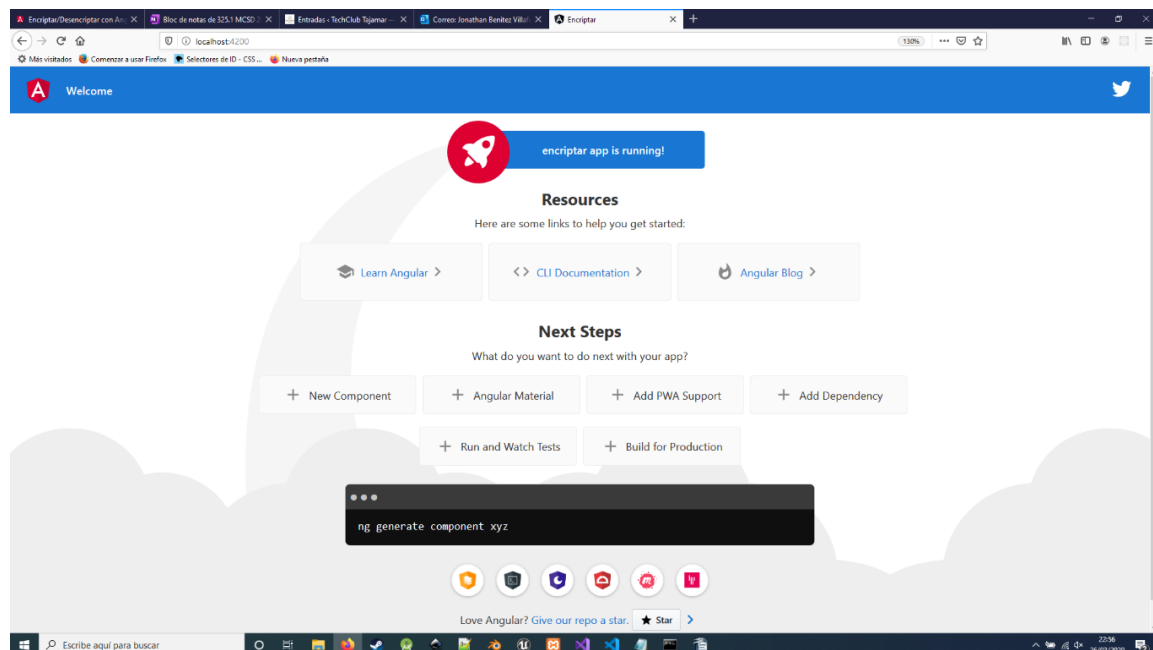 Encriptar/Desencriptar con An
Bloc de notas de 325.1 MCSD 2
Entradas ‹ TechClub Tajamar —
Correo: Jonathan Benitez Villaf
Encriptar
localhost:4200
130%
Más visitados
Comenzar a usar Firefox
Selectores de ID - CSS ...
Nueva pestaña
Welcome
encriptar app is running!
Resources
Here are some links to help you get started:
Learn Angular
CLI Documentation
Angular Blog
Next Steps
What do you want to do next with your app?
New Component
Angular Material
Add PWA Support
Add Dependency
Run and Watch Tests
Build for Production
ng generate component xyz
Love Angular? Give our repo a star.
Star
Escribe aquí para buscar
22:56